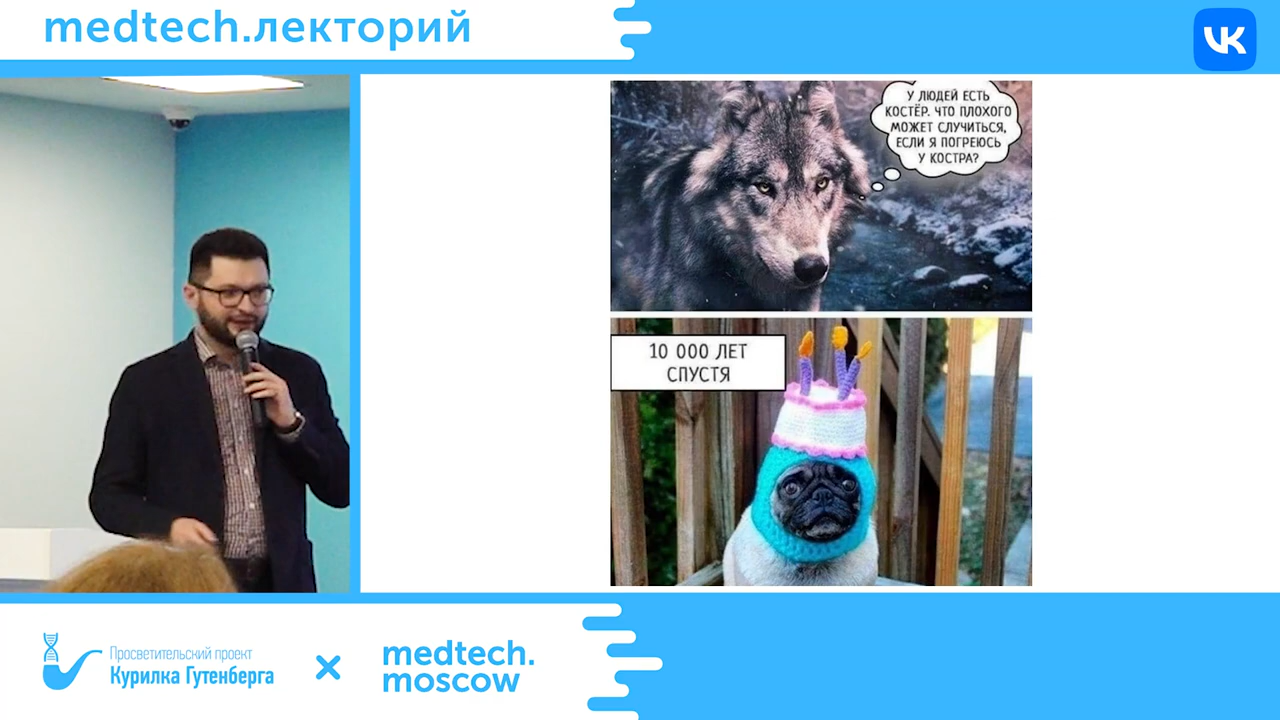 medtech.лекторий
VK
У ЛЮДЕЙ ЕСТЬ
КОСТЁР. ЧТО ПЛОХОГО
МОЖЕТ СЛУЧИТЬСЯ,
ЕСЛИ Я ПОГРЕЮСЬ
У КОСТРА?
10 000 ЛЕТ
СПУСТЯ
Просветительский проект
Курилка Гутенберга
medtech.
moscow